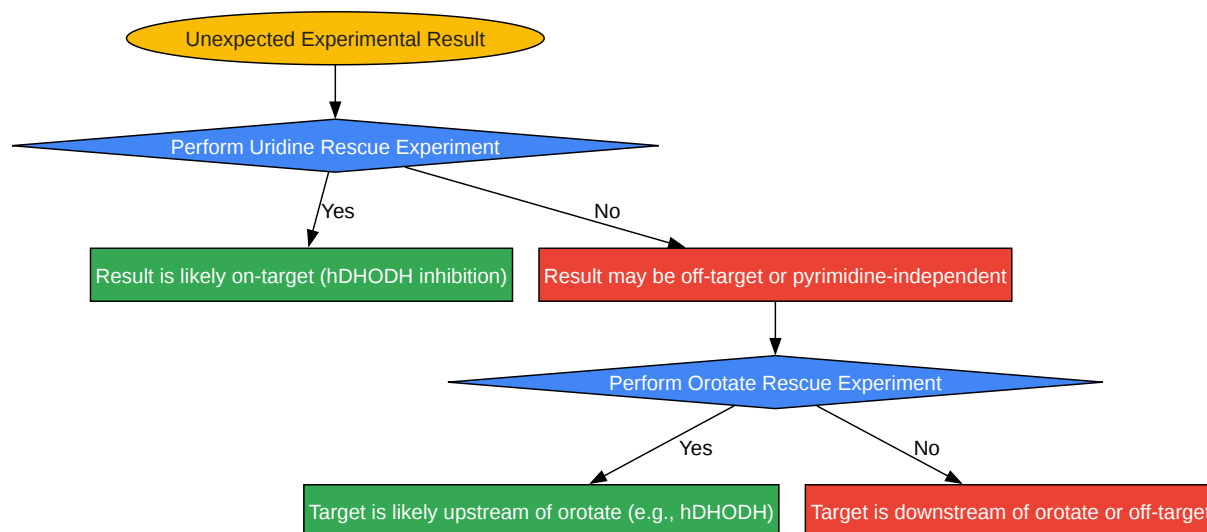 Unexpected Experimental Result
Perform Uridine Rescue Experiment
Yes
No
Result is likely on-target (hDHODH inhibition)
Result may be off-target or pyrimidine-independent
Perform Orotate Rescue Experiment
Yes
No
Target is likely upstream of orotate (e.g., hDHODH)
Target is downstream of orotate or off-target